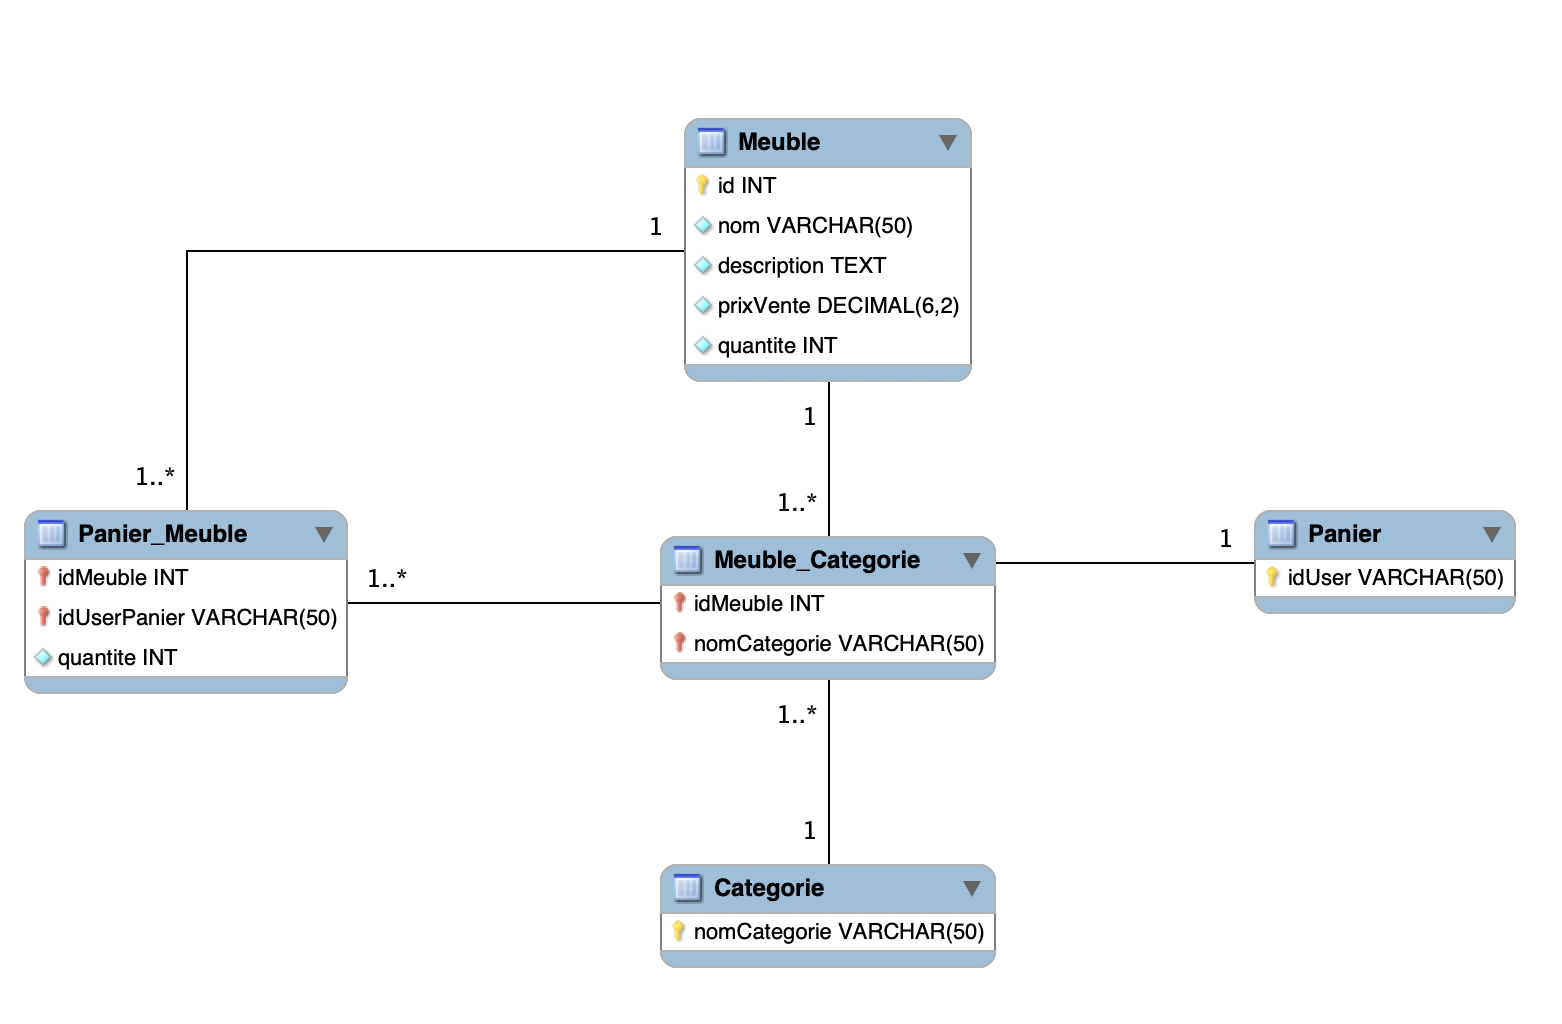 Meuble
id INT
nom VARCHAR(50)
description TEXT
prixVente DECIMAL(6,2)
quantite INT
1
1
1..*
1..*
Panier_Meuble
idMeuble INT
idUserPanier VARCHAR(50)
quantite INT
1..*
Meuble_Categorie
idMeuble INT
nomCategorie VARCHAR(50)
1
Panier
idUser VARCHAR(50)
1..*
1
Categorie
nomCategorie VARCHAR(50)